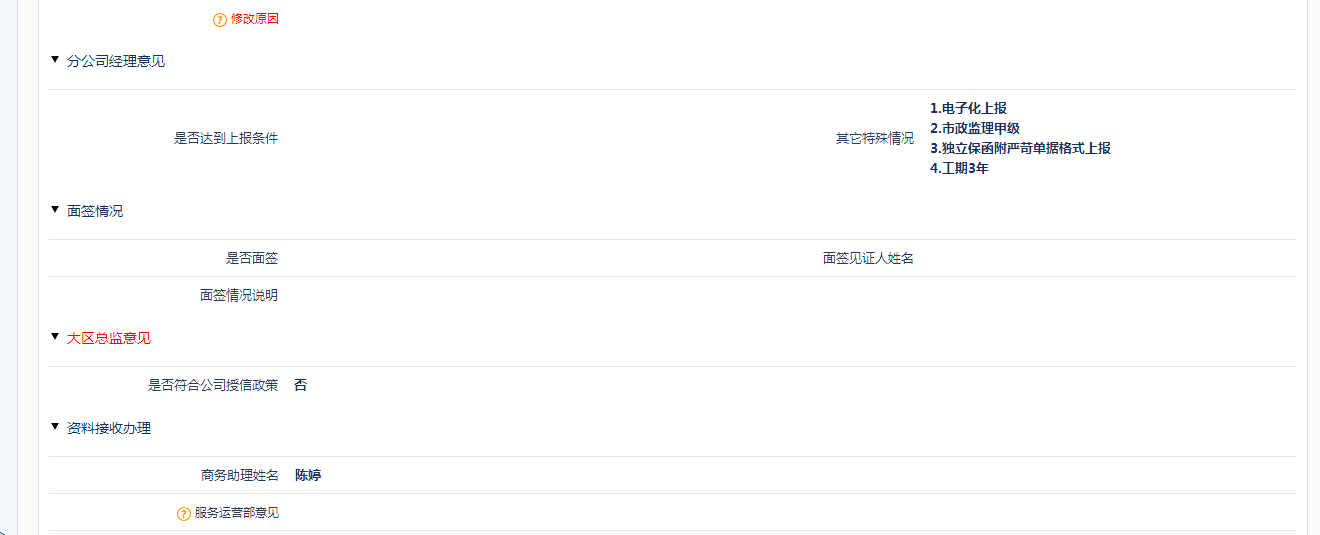 修改原因
分公司经理意见
是否达到上报条件
其它特殊情况
1.电子化上报
2.市政监理甲级
3.独立保函附严苛单据格式上报
4.工期3年
面签情况
是否面签
面签见证人姓名
面签情况说明
大区总监意见
是否符合公司授信政策 否
资料接收办理
商务助理姓名 陈婷
服务运营部意见